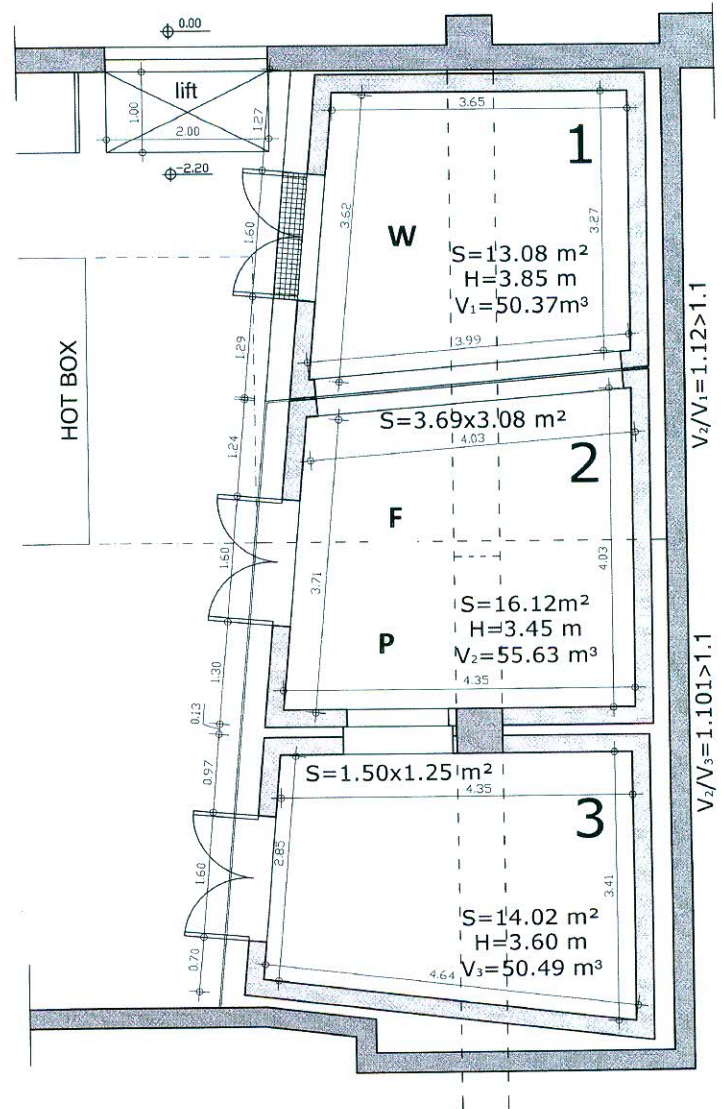 0.00
lift
1.00
2.00
1.27
-2.20
3.65
1
1.60
3.62
W
3.27
S=13.08 m²
H=3.85 m
V₁=50.37m³
3.99
1.29
HOT BOX
V₂/V₁=1.12>1.1
S=3.69x3.08 m²
4.03
2
1.24
F
1.60
3.71
4.03
S=16.12m²
H=3.45 m
V₂=55.63 m³
P
4.35
1.30
0.13
V₂/V₃=1.101>1.1
S=1.50x1.25 m²
4.35
0.97
3
2.85
1.60
3.41
S=14.02 m²
H=3.60 m
V₃=50.49 m³
4.64
0.70